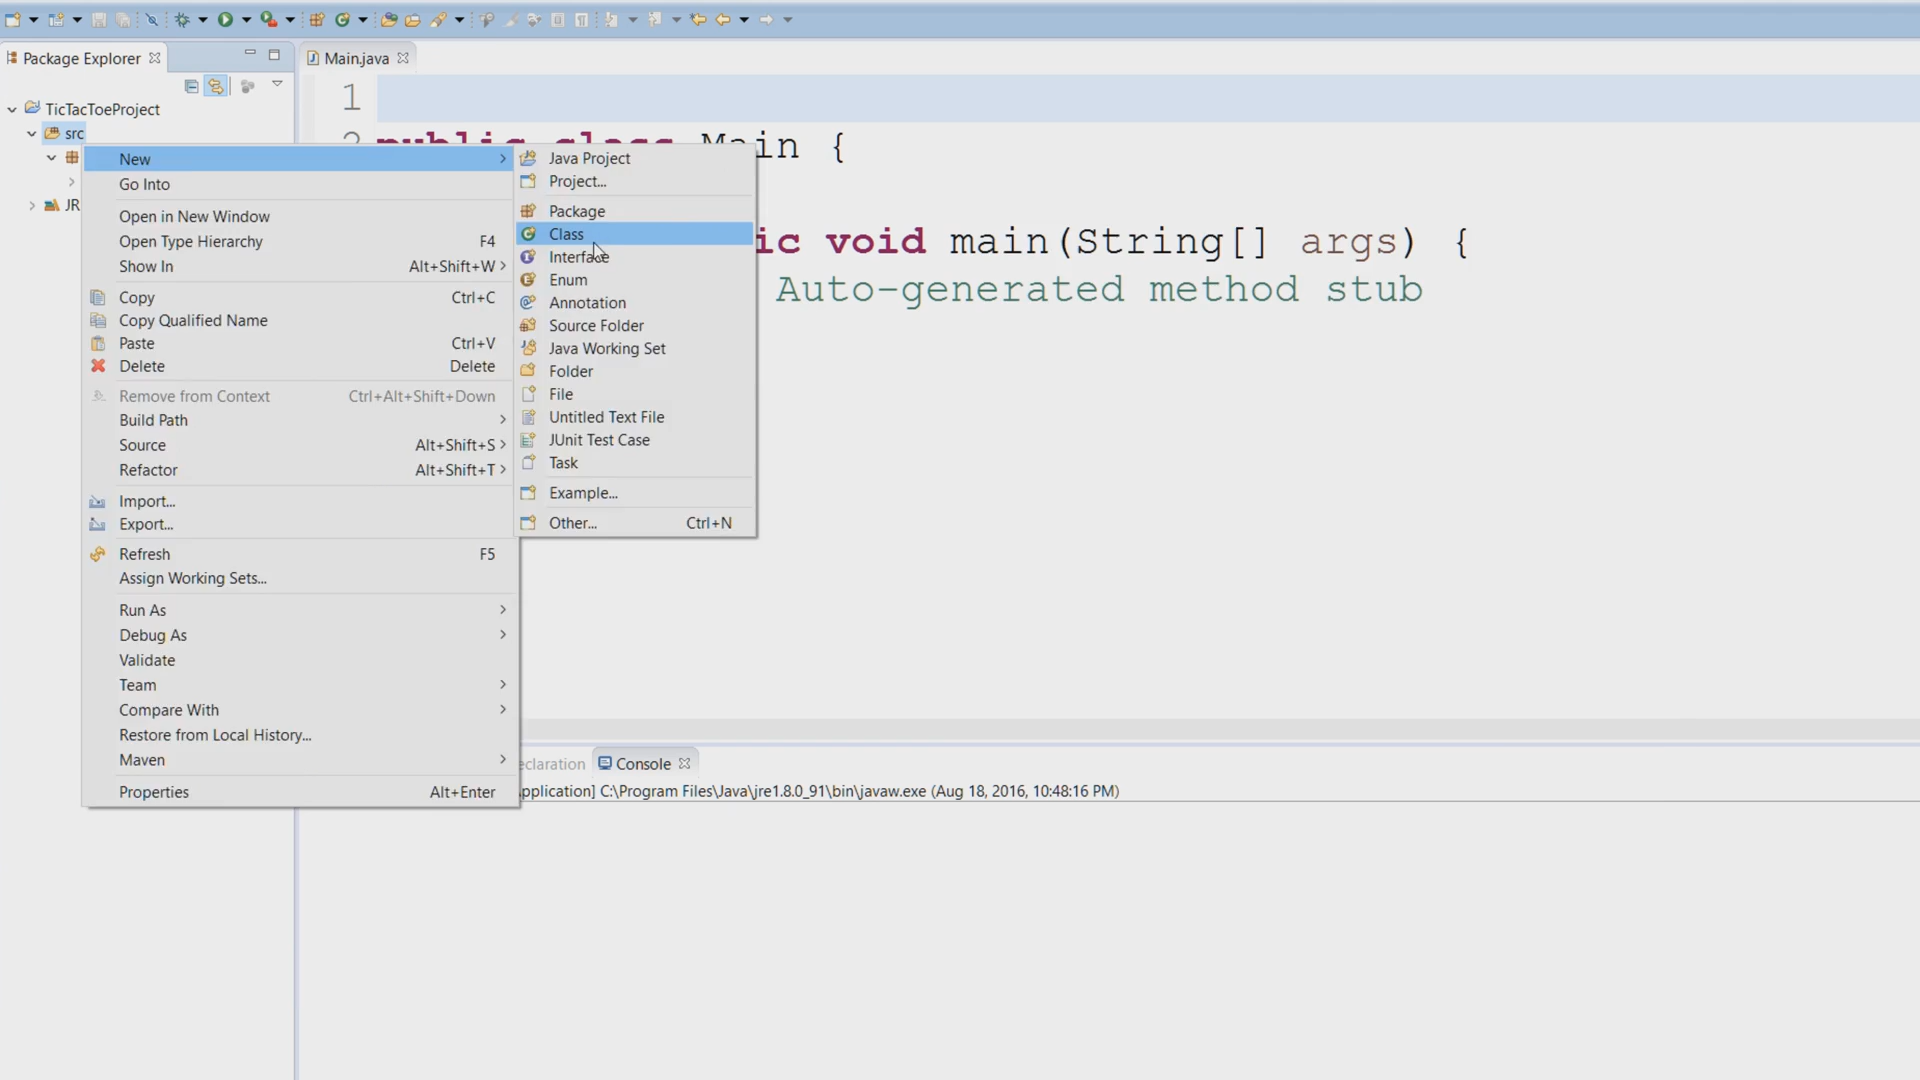 Package Explorer
Main.java
TicTacToeProject
src
JR
1
2 public class Main {
ic void main(String[] args) {
Auto-generated method stub
New
Go Into
Open in New Window
Open Type Hierarchy F4
Show In Alt+Shift+W
Copy Ctrl+C
Copy Qualified Name
Paste Ctrl+V
Delete Delete
Remove from Context Ctrl+Alt+Shift+Down
Build Path
Source Alt+Shift+S
Refactor Alt+Shift+T
Import...
Export...
Refresh F5
Assign Working Sets...
Run As
Debug As
Validate
Team
Compare With
Restore from Local History...
Maven
Properties Alt+Enter
Java Project
Project...
Package
Class
Interface
Enum
Annotation
Source Folder
Java Working Set
Folder
File
Untitled Text File
JUnit Test Case
Task
Example...
Other... Ctrl+N
eclaration
Console
pplication] C:\Program Files\Java\jre1.8.0_91\bin\javaw.exe (Aug 18, 2016, 10:48:16 PM)